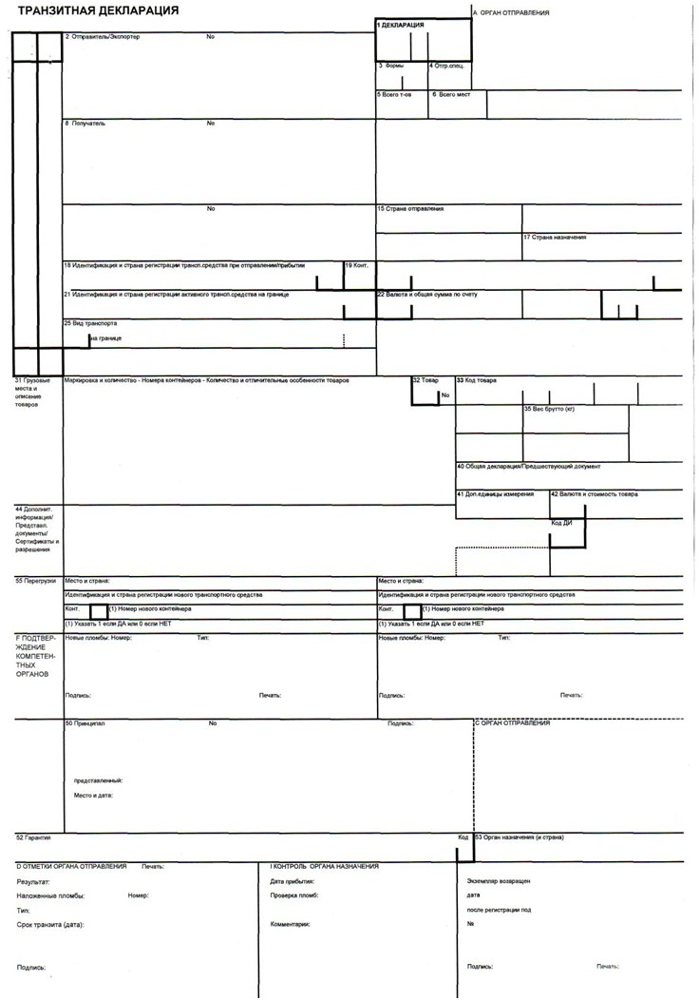 ТРАНЗИТНАЯ ДЕКЛАРАЦИЯ
А ОРГАН ОТПРАВЛЕНИЯ
1 ДЕКЛАРАЦИЯ
2 Отправитель/Экспортер No
3 Формы 4 Отгр.спец.
5 Всего т-ов 6 Всего мест
8 Получатель No
No 15 Страна отправления
17 Страна назначения
18 Идентификация и страна регистрации трансп.средства при отправлении/прибытии 19 Конт.
21 Идентификация и страна регистрации активного трансп.средства на границе 22 Валюта и общая сумма по счету
25 Вид транспорта
на границе
31 Грузовые
места и
описание
товаров
Маркировка и количество - Номера контейнеров - Количество и отличительные особенности товаров
32 Товар
No
33 Код товара
35 Вес брутто (кг)
40 Общая декларация/Предшествующий документ
41 Доп.единицы измерения 42 Валюта и стоимость товара
44 Дополнит.
информация/
Представл.
документы/
Сертификаты и
разрешения
Код ДИ
55 Перегрузки Место и страна: Место и страна:
Идентификация и страна регистрации нового транспортного средства Идентификация и страна регистрации нового транспортного средства
Конт. (1) Номер нового контейнера Конт. (1) Номер нового контейнера
(1) Указать 1 если ДА или 0 если НЕТ (1) Указать 1 если ДА или 0 если НЕТ
F ПОДТВЕР-
ЖДЕНИЕ
КОМПЕТЕН-
ТНЫХ
ОРГАНОВ
Новые пломбы: Номер: Тип: Новые пломбы: Номер: Тип:
Подпись: Печать: Подпись: Печать:
50 Принципал No Подпись: С ОРГАН ОТПРАВЛЕНИЯ
представленный:
Место и дата:
52 Гарантия Код 53 Орган назначения (и страна)
D ОТМЕТКИ ОРГАНА ОТПРАВЛЕНИЯ Печать:
Результат:
Наложенные пломбы: Номер:
Тип:
Срок транзита (дата):
Подпись:
I КОНТРОЛЬ ОРГАНА НАЗНАЧЕНИЯ
Дата прибытия:
Проверка пломб:
Комментарии:
Экземпляр возвращен
дата
после регистрации под
№
Подпись: Печать: